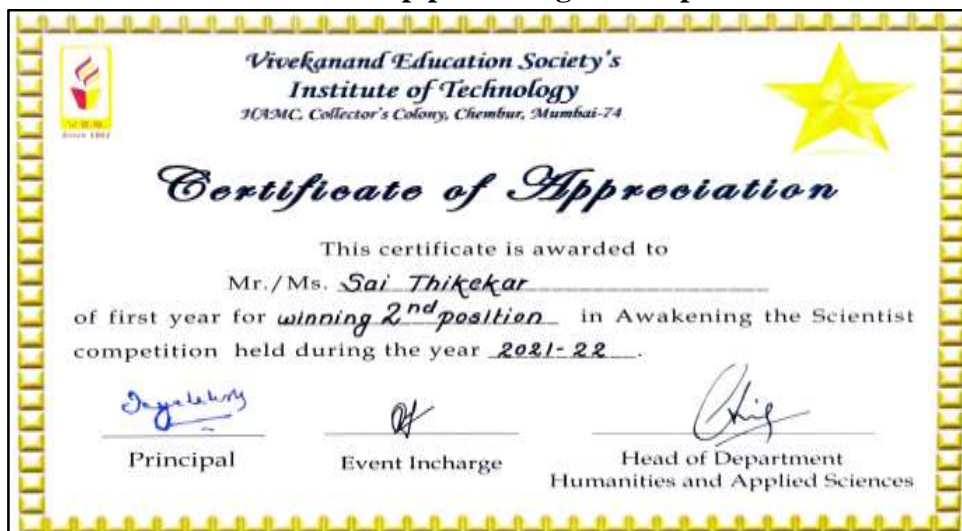 Vivekanand Education Society's
Institute of Technology
HAMC, Collector's Colony, Chembur, Mumbai-74
Since 1962
Certificate of Appreciation
This certificate is awarded to
Mr./Ms. Sai Thikekar
of first year for winning 2nd position in Awakening the Scientist
competition held during the year 2021-22.
Principal
Event Incharge
Head of Department
Humanities and Applied Sciences